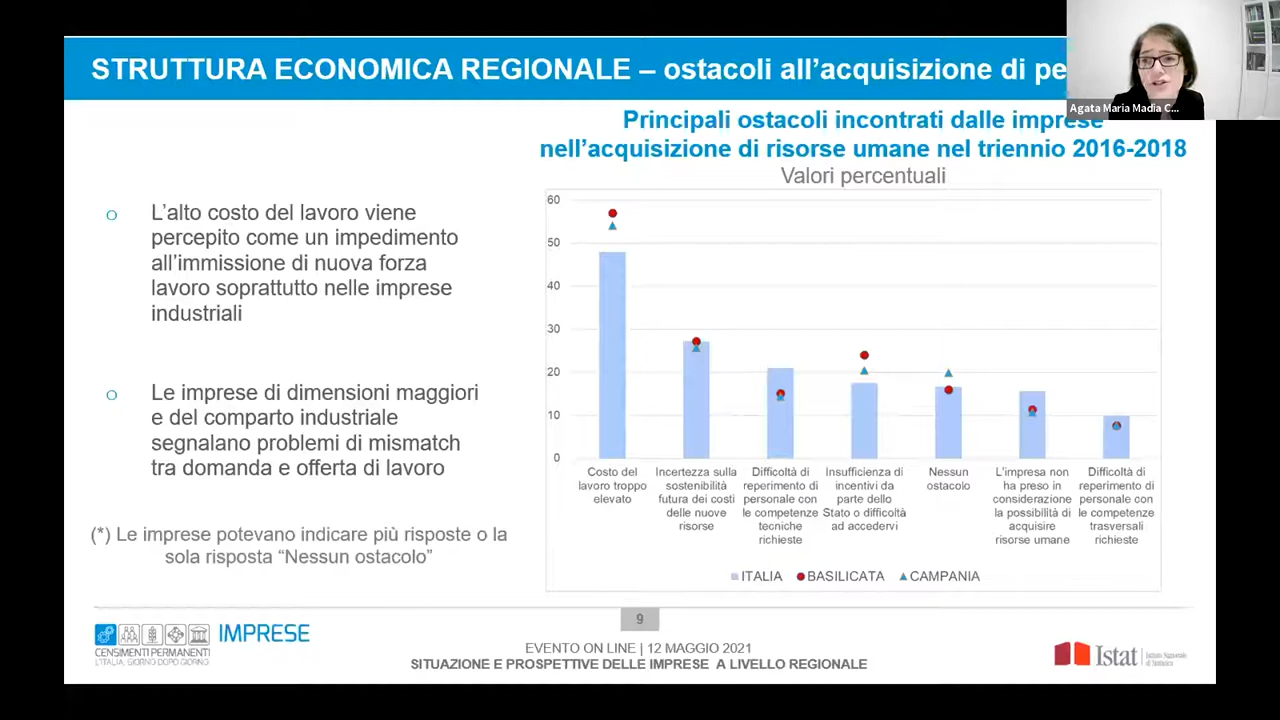 STRUTTURA ECONOMICA REGIONALE – ostacoli all’acquisizione di pe
Agata Maria Madia C...
Principali ostacoli incontrati dalle imprese
nell’acquisizione di risorse umane nel triennio 2016-2018
Valori percentuali
o L’alto costo del lavoro viene
percepito come un impedimento
all’immissione di nuova forza
lavoro soprattutto nelle imprese
industriali
o Le imprese di dimensioni maggiori
e del comparto industriale
segnalano problemi di mismatch
tra domanda e offerta di lavoro
(*) Le imprese potevano indicare più risposte o la
sola risposta “Nessun ostacolo”
60
50
40
30
20
10
0
Costo del
lavoro troppo
elevato
Incertezza sulla
sostenibilità
futura dei costi
delle nuove
risorse
Difficoltà di
reperimento di
personale con
le competenze
tecniche
richieste
Insufficienza di
incentivi da
parte dello
Stato o difficoltà
ad accedervi
Nessun
ostacolo
L'impresa non
ha preso in
considerazione
la possibilità di
acquisire
risorse umane
Difficoltà di
reperimento di
personale con
le competenze
trasversali
richieste
ITALIA BASILICATA CAMPANIA
9
IMPRESE
CENSIMENTI PERMANENTI
L'ITALIA, GIORNO DOPO GIORNO
EVENTO ON LINE | 12 MAGGIO 2021
SITUAZIONE E PROSPETTIVE DELLE IMPRESE A LIVELLO REGIONALE
Istat
Istituto Nazionale
di Statistica